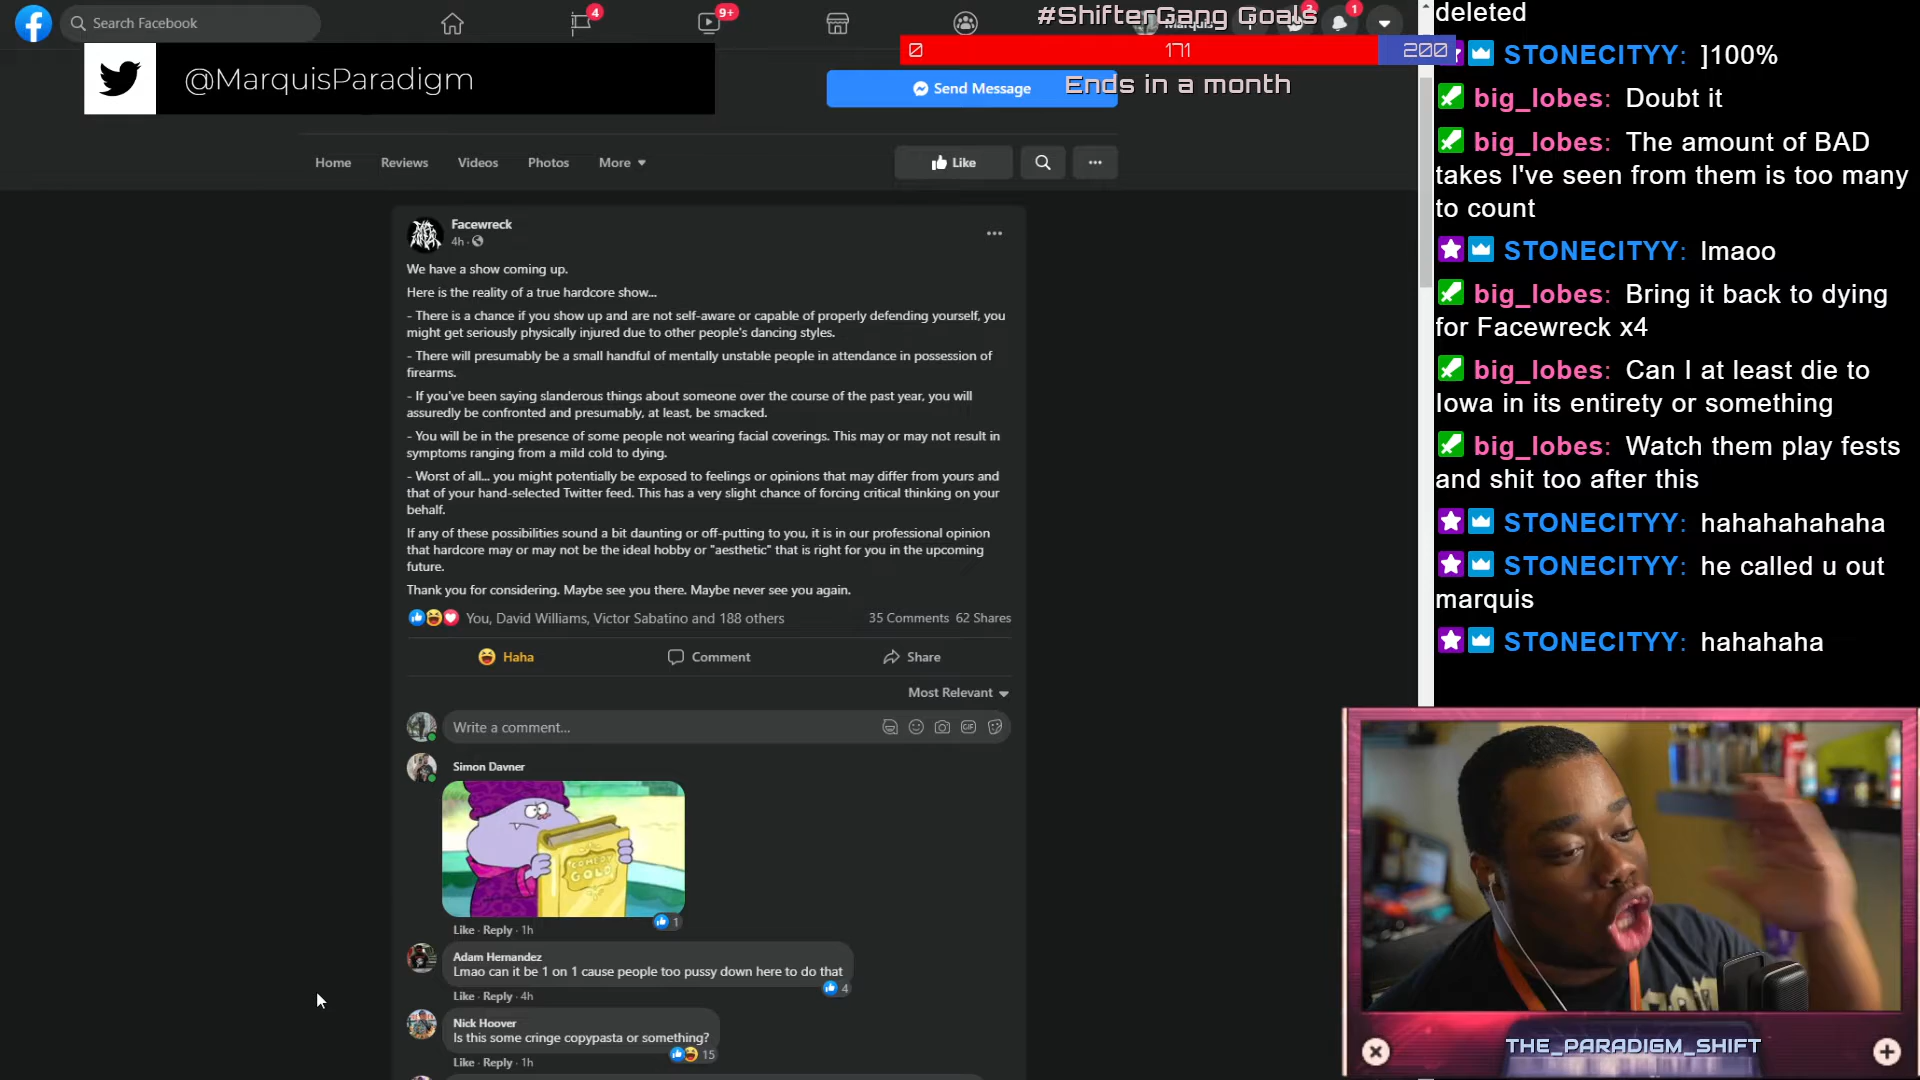 Search Facebook
4
9+
#ShifterGang Goals
1
0 171 200
Ends in a month
@MarquisParadigm
Send Message
Home Reviews Videos Photos More
Like
Facewreck
4h
We have a show coming up.
Here is the reality of a true hardcore show...
- There is a chance if you show up and are not self-aware or capable of properly defending yourself, you
might get seriously physically injured due to other people's dancing styles.
- There will presumably be a small handful of mentally unstable people in attendance in possession of
firearms.
- If you've been saying slanderous things about someone over the course of the past year, you will
assuredly be confronted and presumably, at least, be smacked.
- You will be in the presence of some people not wearing facial coverings. This may or may not result in
symptoms ranging from a mild cold to dying.
- Worst of all... you might potentially be exposed to feelings or opinions that may differ from yours and
that of your hand-selected Twitter feed. This has a very slight chance of forcing critical thinking on your
behalf.
If any of these possibilities sound a bit daunting or off-putting to you, it is in our professional opinion
that hardcore may or may not be the ideal hobby or "aesthetic" that is right for you in the upcoming
future.
Thank you for considering. Maybe see you there. Maybe never see you again.
You, David Williams, Victor Sabatino and 188 others 35 Comments 62 Shares
Haha Comment Share
Most Relevant
Write a comment...
GIF
Simon Davner
COMEDY
GOLD
1
Like · Reply · 1h
Adam Hernandez
Lmao can it be 1 on 1 cause people too pussy down here to do that
4
Like · Reply · 4h
Nick Hoover
Is this some cringe copypasta or something?
15
Like · Reply · 1h
deleted
STONECITYY: ]100%
big_lobes: Doubt it
big_lobes: The amount of BAD
takes I've seen from them is too many
to count
STONECITYY: lmaoo
big_lobes: Bring it back to dying
for Facewreck x4
big_lobes: Can I at least die to
Iowa in its entirety or something
big_lobes: Watch them play fests
and shit too after this
STONECITYY: hahahahaha
STONECITYY: he called u out
marquis
STONECITYY: hahahaha
THE_PARADIGM_SHIFT